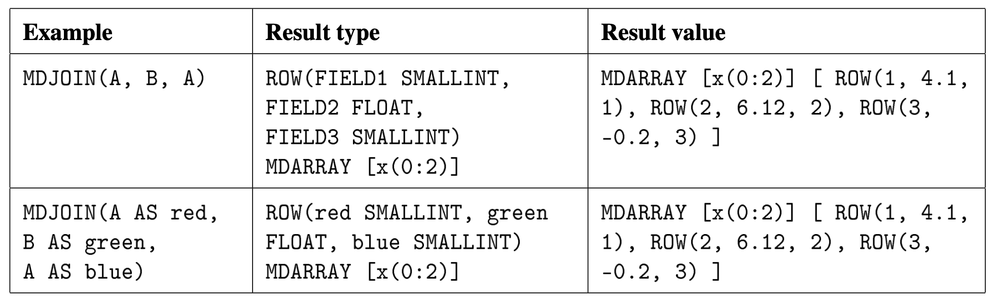 Example
Result type
Result value
MDJOIN(A, B, A)
ROW(FIELD1 SMALLINT,
FIELD2 FLOAT,
FIELD3 SMALLINT)
MDARRAY [x(0:2)]
MDARRAY [x(0:2)] [ ROW(1, 4.1,
1), ROW(2, 6.12, 2), ROW(3,
-0.2, 3) ]
MDJOIN(A AS red,
B AS green,
A AS blue)
ROW(red SMALLINT, green
FLOAT, blue SMALLINT)
MDARRAY [x(0:2)]
MDARRAY [x(0:2)] [ ROW(1, 4.1,
1), ROW(2, 6.12, 2), ROW(3,
-0.2, 3) ]